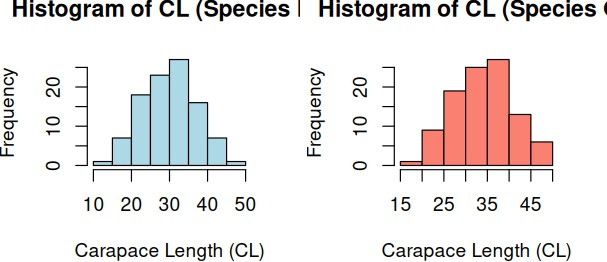 Histogram of CL (Species
Histogram of CL (Species
Frequency
0 10 20
10 20 30 40 50
Carapace Length (CL)
Frequency
0 10 20
15 25 35 45
Carapace Length (CL)